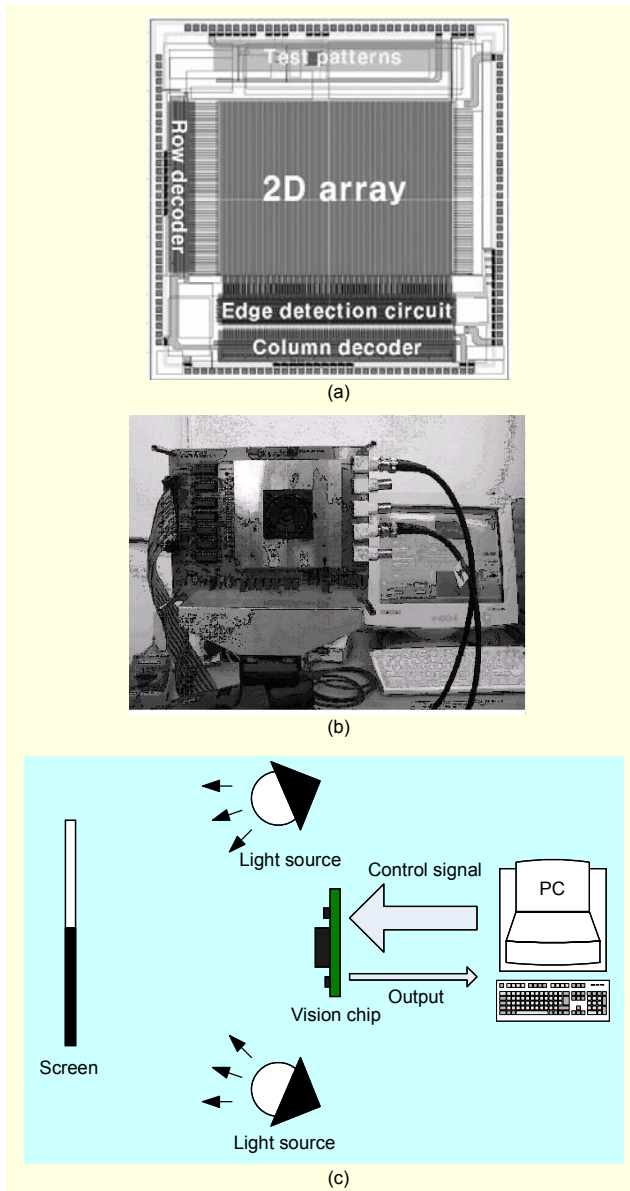 Test patterns
Row decoder
2D array
Edge detection circuit
Column decoder
(a)
(b)
Light source
Control signal
PC
Output
Vision chip
Screen
Light source
(c)